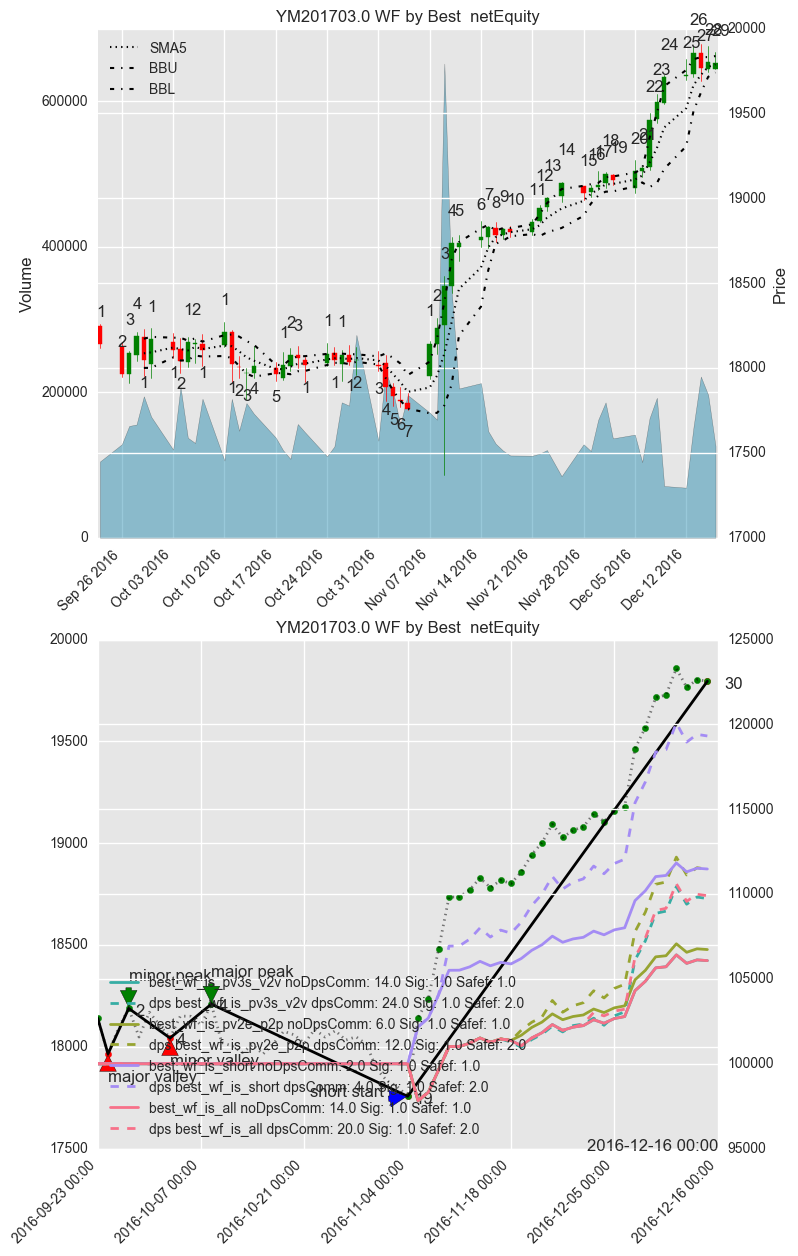 YM201703.0 WF by Best netEquity
SMA5
BBU
BBL
Volume
600000
400000
200000
0
Price
20000
19500
19000
18500
18000
17500
17000
Sep 26 2016
Oct 03 2016
Oct 10 2016
Oct 17 2016
Oct 24 2016
Oct 31 2016
Nov 07 2016
Nov 14 2016
Nov 21 2016
Nov 28 2016
Dec 05 2016
Dec 12 2016
YM201703.0 WF by Best netEquity
20000
19500
19000
18500
18000
17500
125000
120000
115000
110000
105000
100000
95000
30
minor peak
major peak
minor valley
major valley
short start
best_wf_is_pv3s_v2v noDpsComm: 14.0 Sig: 1.0 Safef: 1.0
dps best_wf_is_pv3s_v2v dpsComm: 24.0 Sig: 1.0 Safef: 2.0
best_wf_is_pv2e_p2p noDpsComm: 6.0 Sig: 1.0 Safef: 1.0
dps best_wf_is_pv2e_p2p dpsComm: 12.0 Sig: 1.0 Safef: 2.0
best_wf_is_short noDpsComm: 2.0 Sig: 1.0 Safef: 1.0
dps best_wf_is_short dpsComm: 4.0 Sig: 1.0 Safef: 2.0
best_wf_is_all noDpsComm: 14.0 Sig: 1.0 Safef: 1.0
dps best_wf_is_all dpsComm: 20.0 Sig: 1.0 Safef: 2.0
2016-12-16 00:00
2016-09-23 00:00
2016-10-07 00:00
2016-10-21 00:00
2016-11-04 00:00
2016-11-18 00:00
2016-12-05 00:00
2016-12-16 00:00